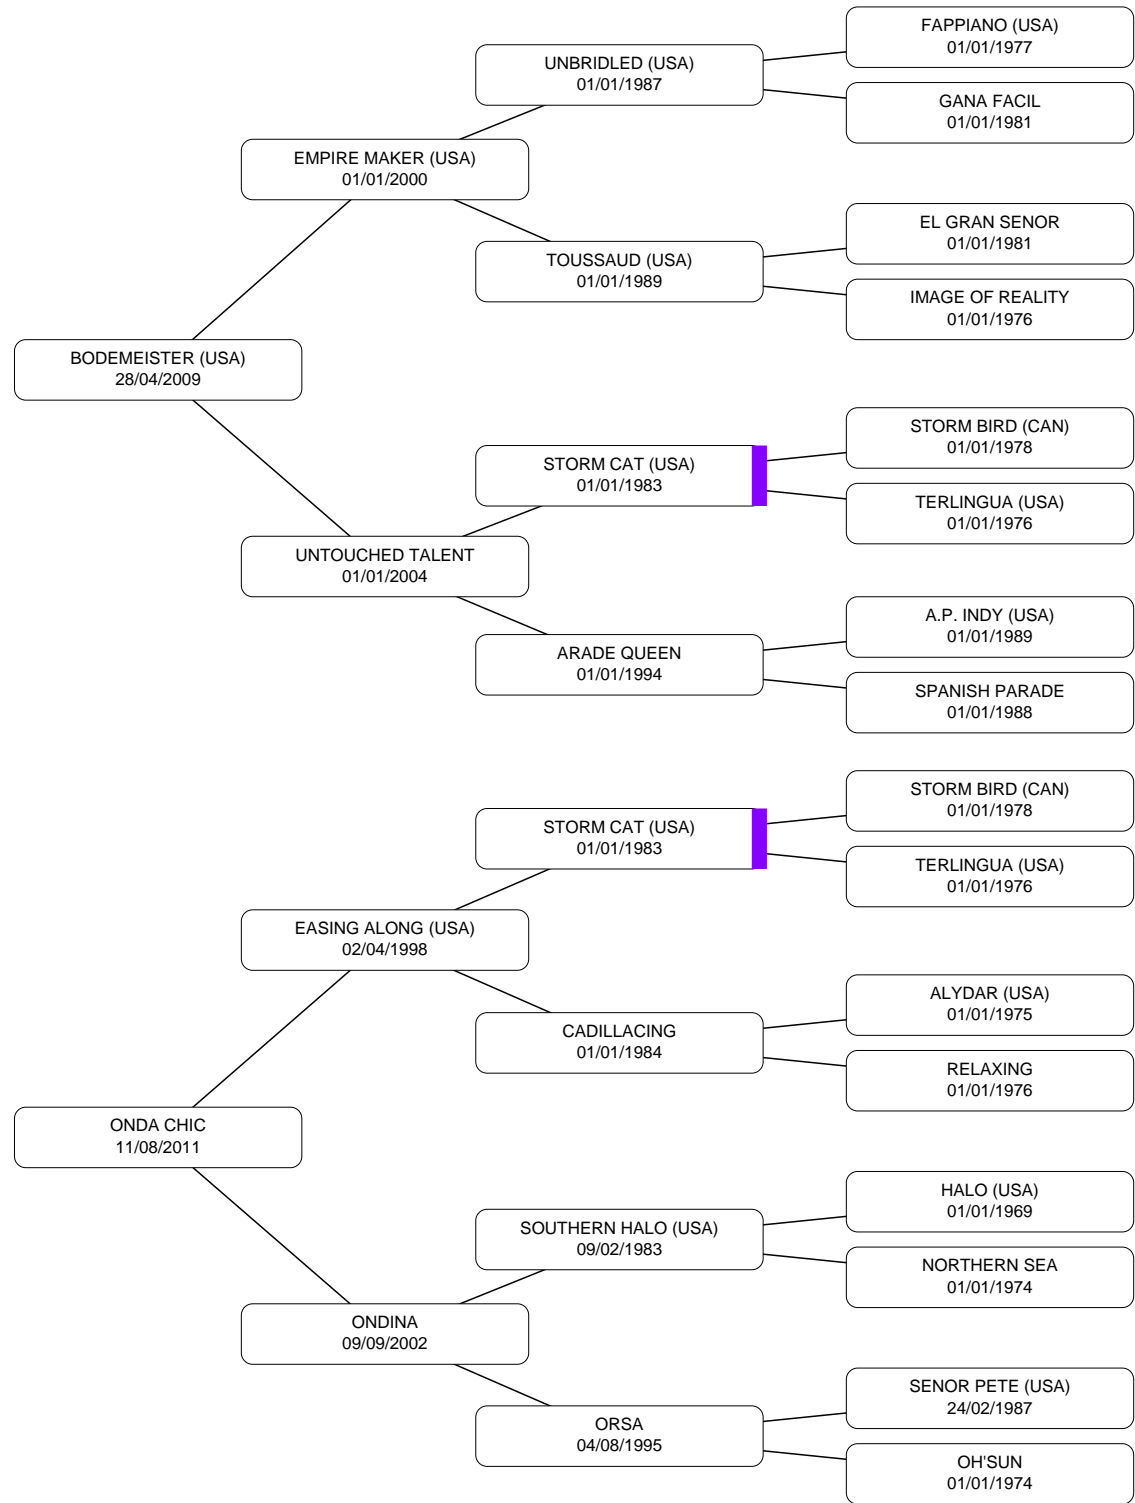 FAPPIANO (USA)
01/01/1977
UNBRIDLED (USA)
01/01/1987
GANA FACIL
01/01/1981
EMPIRE MAKER (USA)
01/01/2000
EL GRAN SENOR
01/01/1981
TOUSSAUD (USA)
01/01/1989
IMAGE OF REALITY
01/01/1976
BODEMEISTER (USA)
28/04/2009
STORM BIRD (CAN)
01/01/1978
STORM CAT (USA)
01/01/1983
TERLINGUA (USA)
01/01/1976
UNTOUCHED TALENT
01/01/2004
A.P. INDY (USA)
01/01/1989
ARADE QUEEN
01/01/1994
SPANISH PARADE
01/01/1988
STORM BIRD (CAN)
01/01/1978
STORM CAT (USA)
01/01/1983
TERLINGUA (USA)
01/01/1976
EASING ALONG (USA)
02/04/1998
ALYDAR (USA)
01/01/1975
CADILLACING
01/01/1984
RELAXING
01/01/1976
ONDA CHIC
11/08/2011
HALO (USA)
01/01/1969
SOUTHERN HALO (USA)
09/02/1983
NORTHERN SEA
01/01/1974
ONDINA
09/09/2002
SENOR PETE (USA)
24/02/1987
ORSA
04/08/1995
OH'SUN
01/01/1974